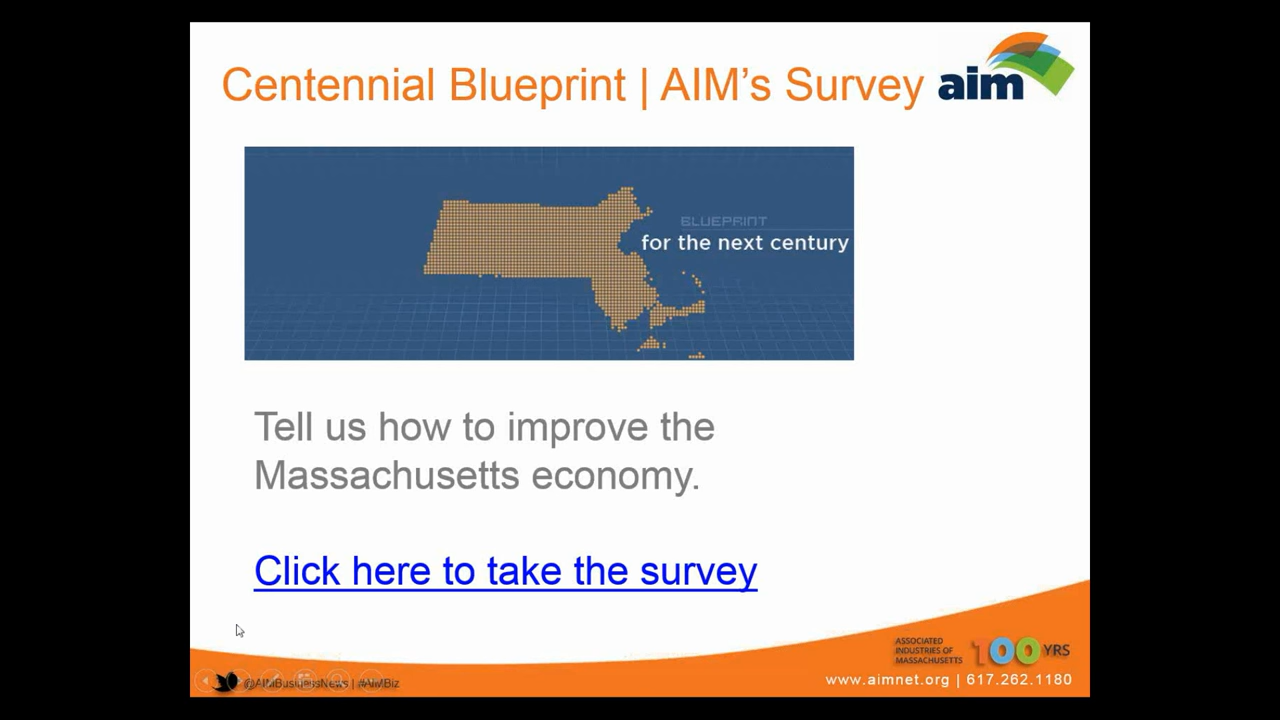 Centennial Blueprint | AIM's Survey
aim
BLUEPRINT
for the next century
Tell us how to improve the
Massachusetts economy.
Click here to take the survey
ASSOCIATED
INDUSTRIES OF
MASSACHUSETTS
100 YRS
@AIMBusinessNews | #AIMBiz
www.aimnet.org | 617.262.1180